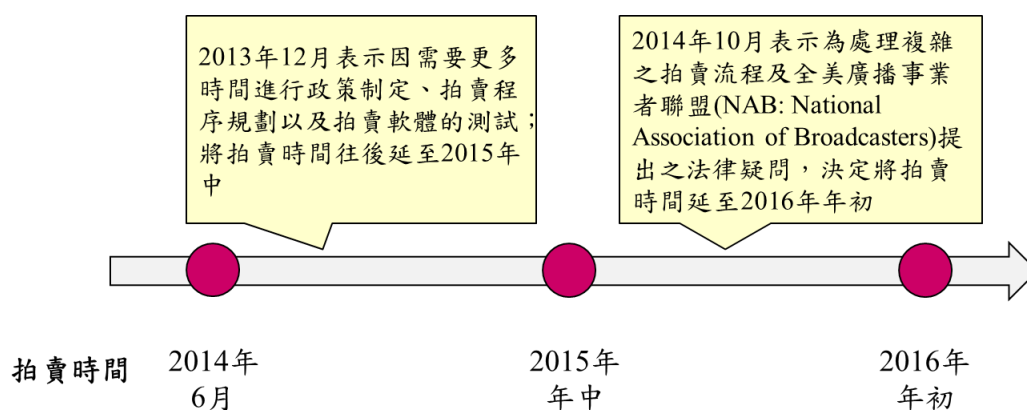 2013年12月表示因需要更多
時間進行政策制定、拍賣程
序規劃以及拍賣軟體的測試；
將拍賣時間往後延至2015年
中
2014年10月表示為處理複雜
之拍賣流程及全美廣播事業
者聯盟(NAB: National
Association of Broadcasters)提
出之法律疑問，決定將拍賣
時間延至2016年年初
拍賣時間
2014年
6月
2015年
年中
2016年
年初